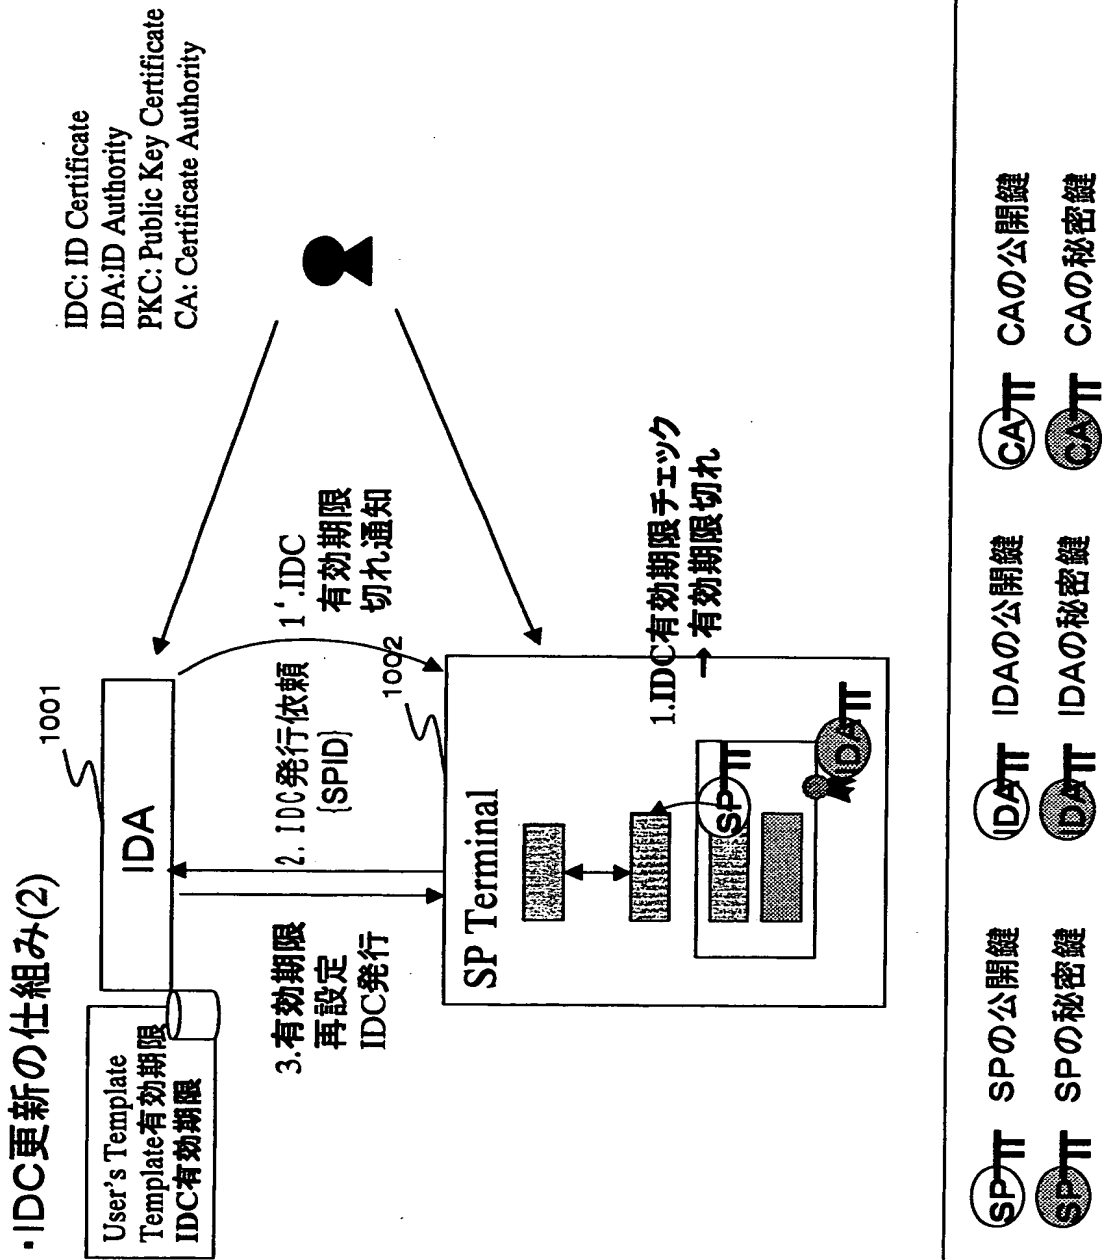 ・IDC更新の仕組み(2)
User's Template
Template有効期限
IDC有効期限
IDA
1001
IDC: ID Certificate
IDA:ID Authority
PKC: Public Key Certificate
CA: Certificate Authority
3.有効期限
再設定
IDC発行
2. IDC発行依頼
{SPID}
1'.IDC
有効期限
切れ通知
1002
SP Terminal
1.IDC有効期限チェック
→ 有効期限切れ
SP
IDA
SP SPの公開鍵
IDA IDAの公開鍵
CA CAの公開鍵
SP SPの秘密鍵
IDA IDAの秘密鍵
CA CAの秘密鍵